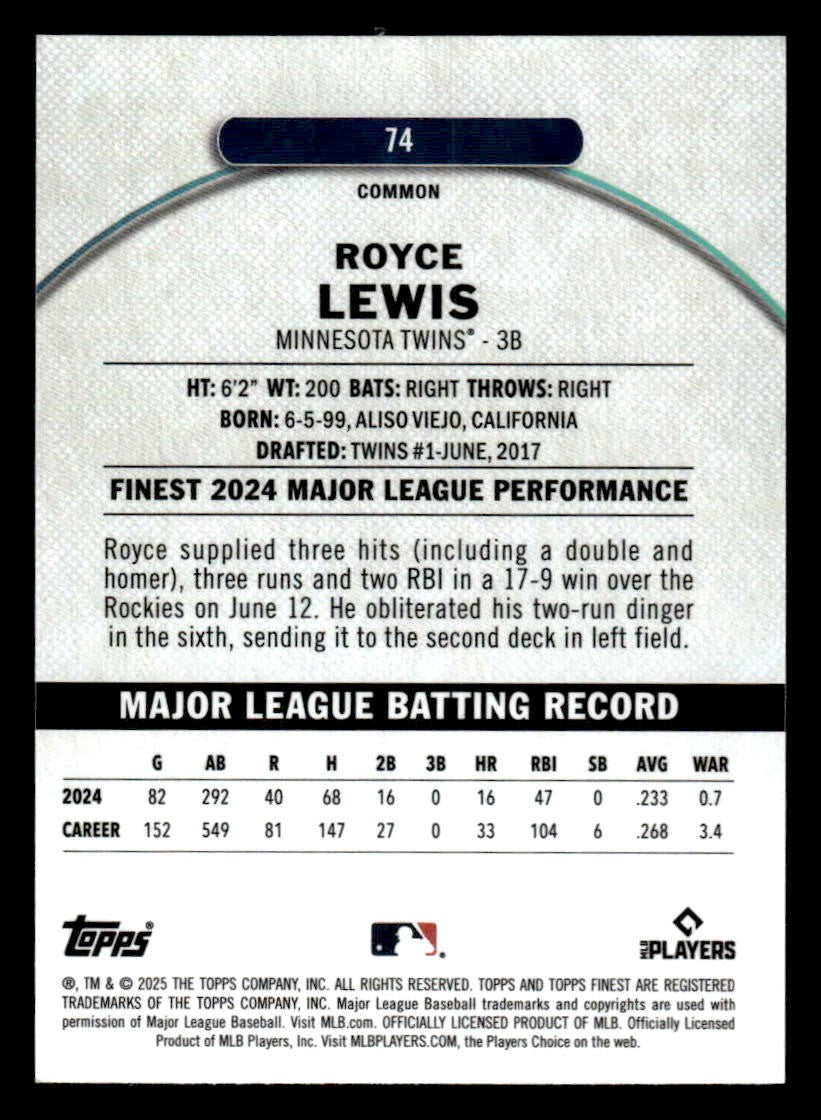 74
COMMON
ROYCE
LEWIS
MINNESOTA TWINS® - 3B
HT: 6'2" WT: 200 BATS: RIGHT THROWS: RIGHT
BORN: 6-5-99, ALISO VIEJO, CALIFORNIA
DRAFTED: TWINS #1-JUNE, 2017
FINEST 2024 MAJOR LEAGUE PERFORMANCE
Royce supplied three hits (including a double and
homer), three runs and two RBI in a 17-9 win over the
Rockies on June 12. He obliterated his two-run dinger
in the sixth, sending it to the second deck in left field.
MAJOR LEAGUE BATTING RECORD
G AB R H 2B 3B HR RBI SB AVG WAR
2024 82 292 40 68 16 0 16 47 0 .233 0.7
CAREER 152 549 81 147 27 0 33 104 6 .268 3.4
Topps® ® MLB PLAYERS
®, TM & © 2025 THE TOPPS COMPANY, INC. ALL RIGHTS RESERVED. TOPPS AND TOPPS FINEST ARE REGISTERED
TRADEMARKS OF THE TOPPS COMPANY, INC. Major League Baseball trademarks and copyrights are used with
permission of Major League Baseball. Visit MLB.com. OFFICIALLY LICENSED PRODUCT OF MLB. Officially Licensed
Product of MLB Players, Inc. Visit MLBPLAYERS.COM, the Players Choice on the web.